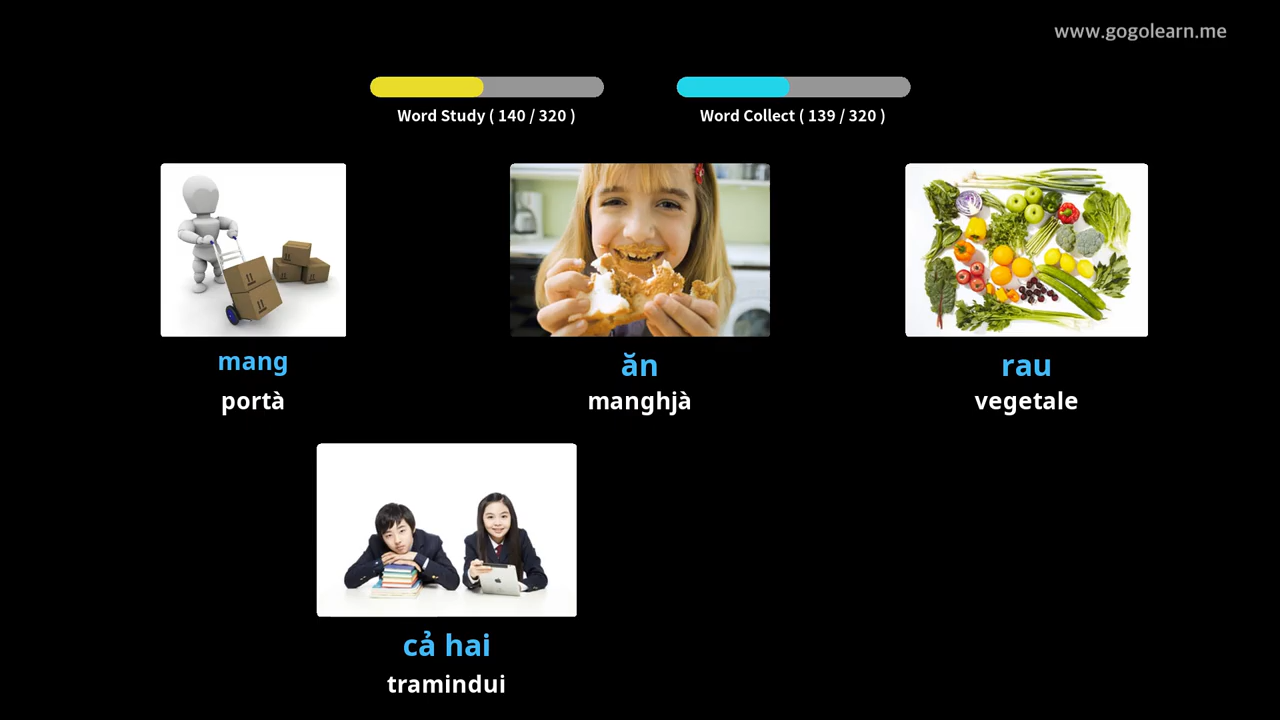 www.gogolearn.me
Word Study ( 140 / 320 )
Word Collect ( 139 / 320 )
mang
portà
ăn
manghjà
rau
vegetale
cả hai
tramindui